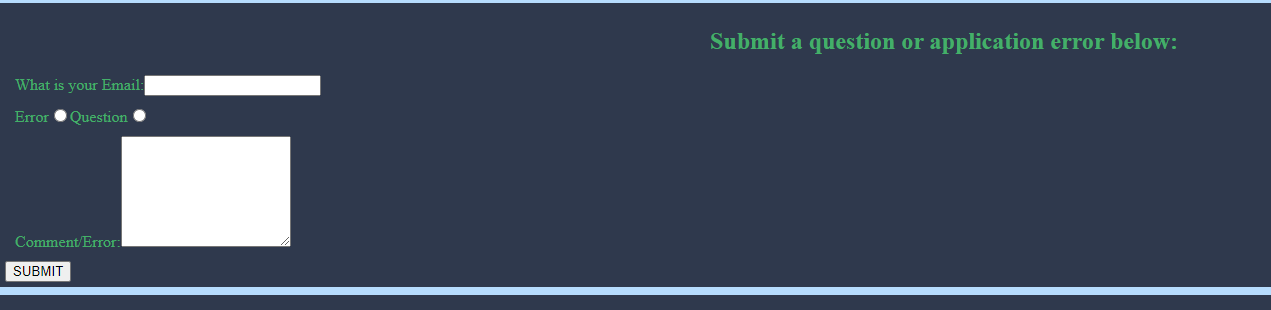 Submit a question or application error below:
What is your Email:
Error Question
Comment/Error:
SUBMIT